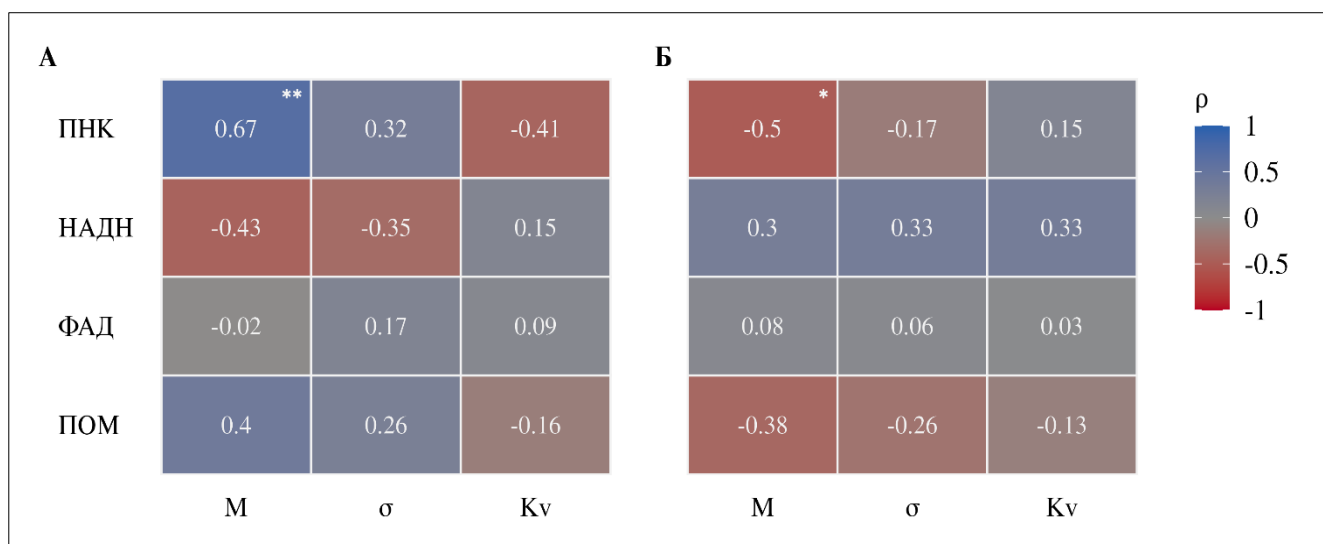 А
Б
** *
ρ
ПНК 0.67 0.32 -0.41 -0.5 -0.17 0.15
1
0.5
НАДН -0.43 -0.35 0.15 0.3 0.33 0.33
0
-0.5
-1
ФАД -0.02 0.17 0.09 0.08 0.06 0.03
ПОМ 0.4 0.26 -0.16 -0.38 -0.26 -0.13
М σ Kv М σ Kv